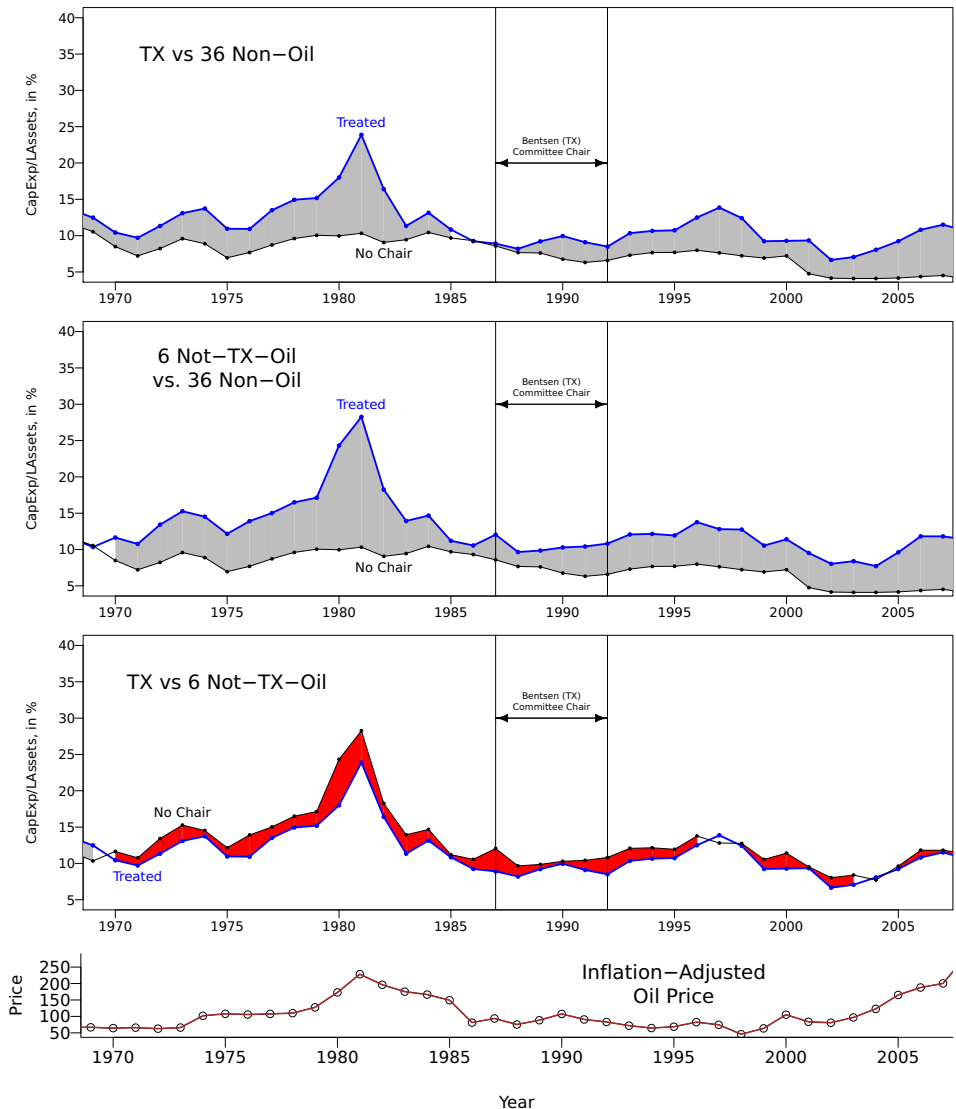 TX vs 36 Non−Oil
CapExp/LAssets, in %
40
35
30
25
20
15
10
5
Treated
No Chair
Bentsen (TX)
Committee Chair
1970 1975 1980 1985 1990 1995 2000 2005
6 Not−TX−Oil
vs. 36 Non−Oil
CapExp/LAssets, in %
40
35
30
25
20
15
10
5
Treated
No Chair
Bentsen (TX)
Committee Chair
1970 1975 1980 1985 1990 1995 2000 2005
TX vs 6 Not−TX−Oil
CapExp/LAssets, in %
40
35
30
25
20
15
10
5
No Chair
Treated
Bentsen (TX)
Committee Chair
1970 1975 1980 1985 1990 1995 2000 2005
Inflation−Adjusted
Oil Price
Price
250
200
150
100
50
1970 1975 1980 1985 1990 1995 2000 2005
Year